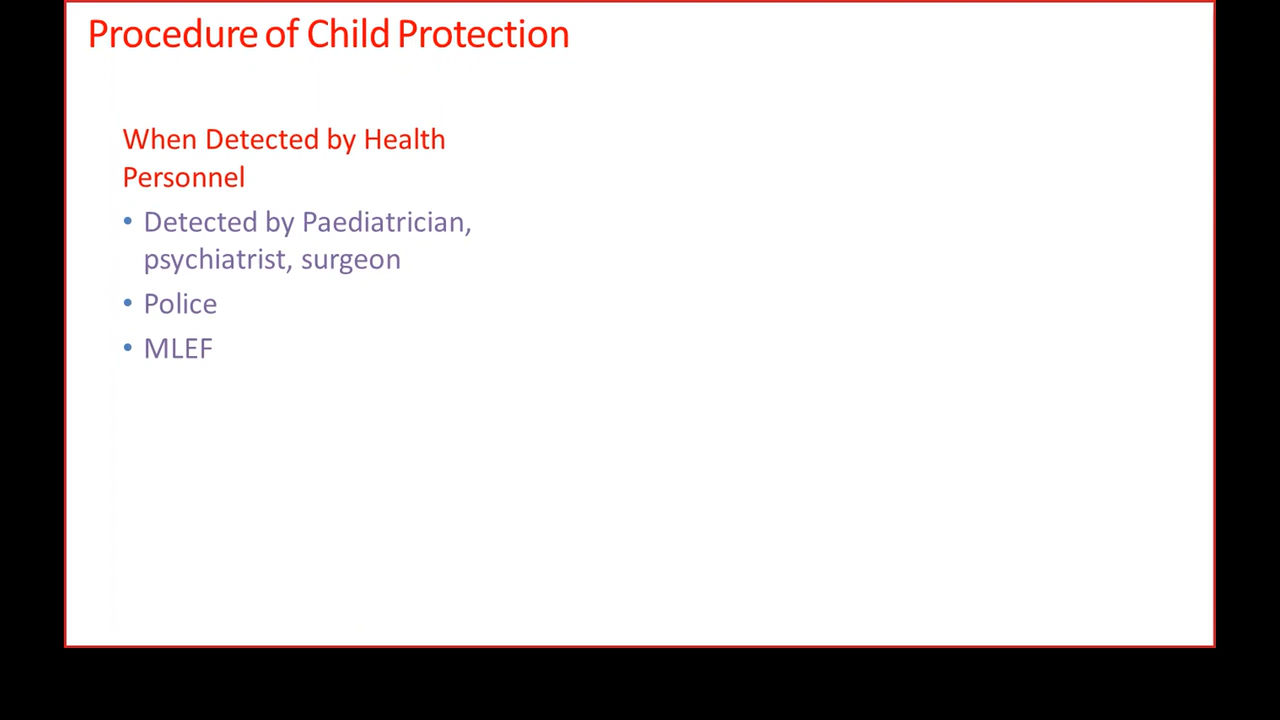 Procedure of Child Protection
When Detected by Health
Personnel
• Detected by Paediatrician,
psychiatrist, surgeon
• Police
• MLEF